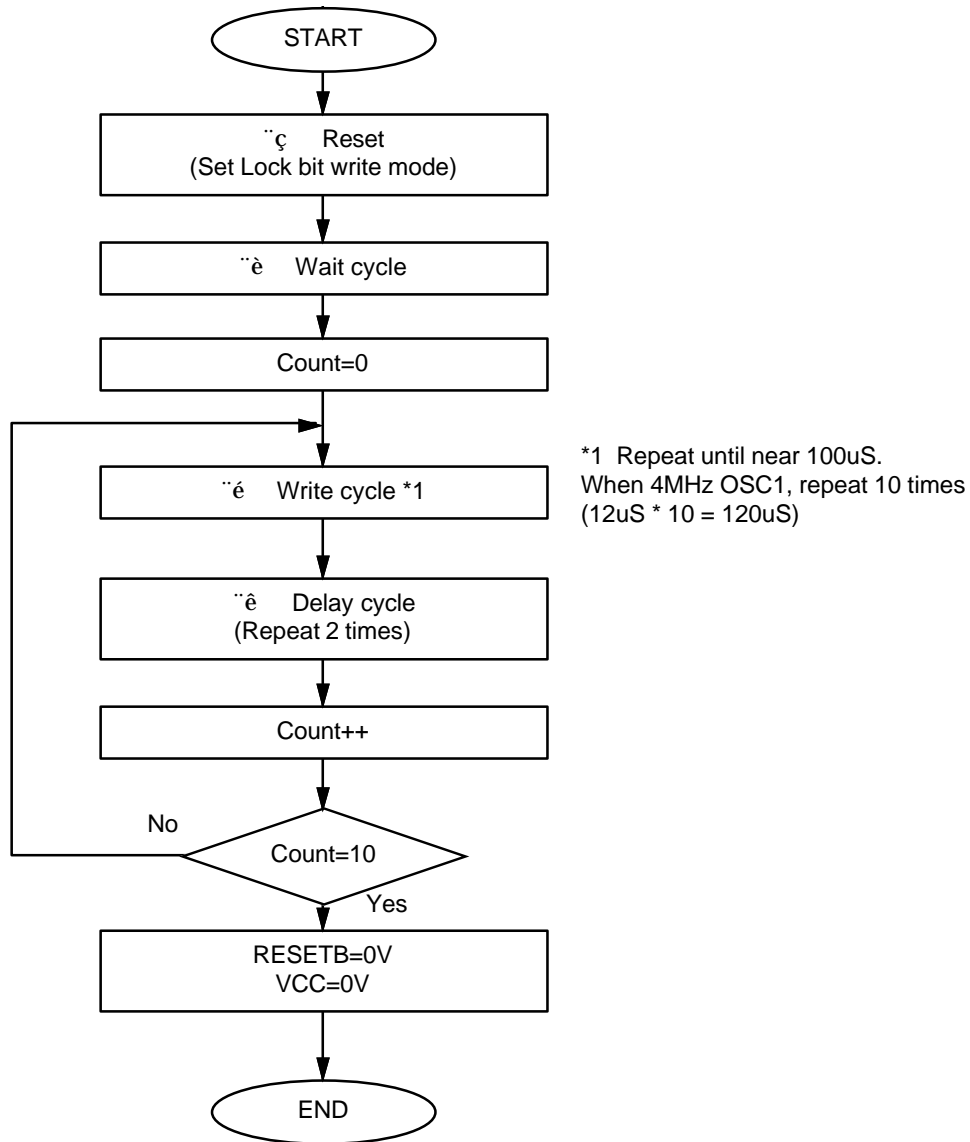 START
¨ç Reset
(Set Lock bit write mode)
¨è Wait cycle
Count=0
¨é Write cycle *1
*1 Repeat until near 100uS.
When 4MHz OSC1, repeat 10 times
(12uS * 10 = 120uS)
¨ê Delay cycle
(Repeat 2 times)
Count++
No
Count=10
Yes
RESETB=0V
VCC=0V
END